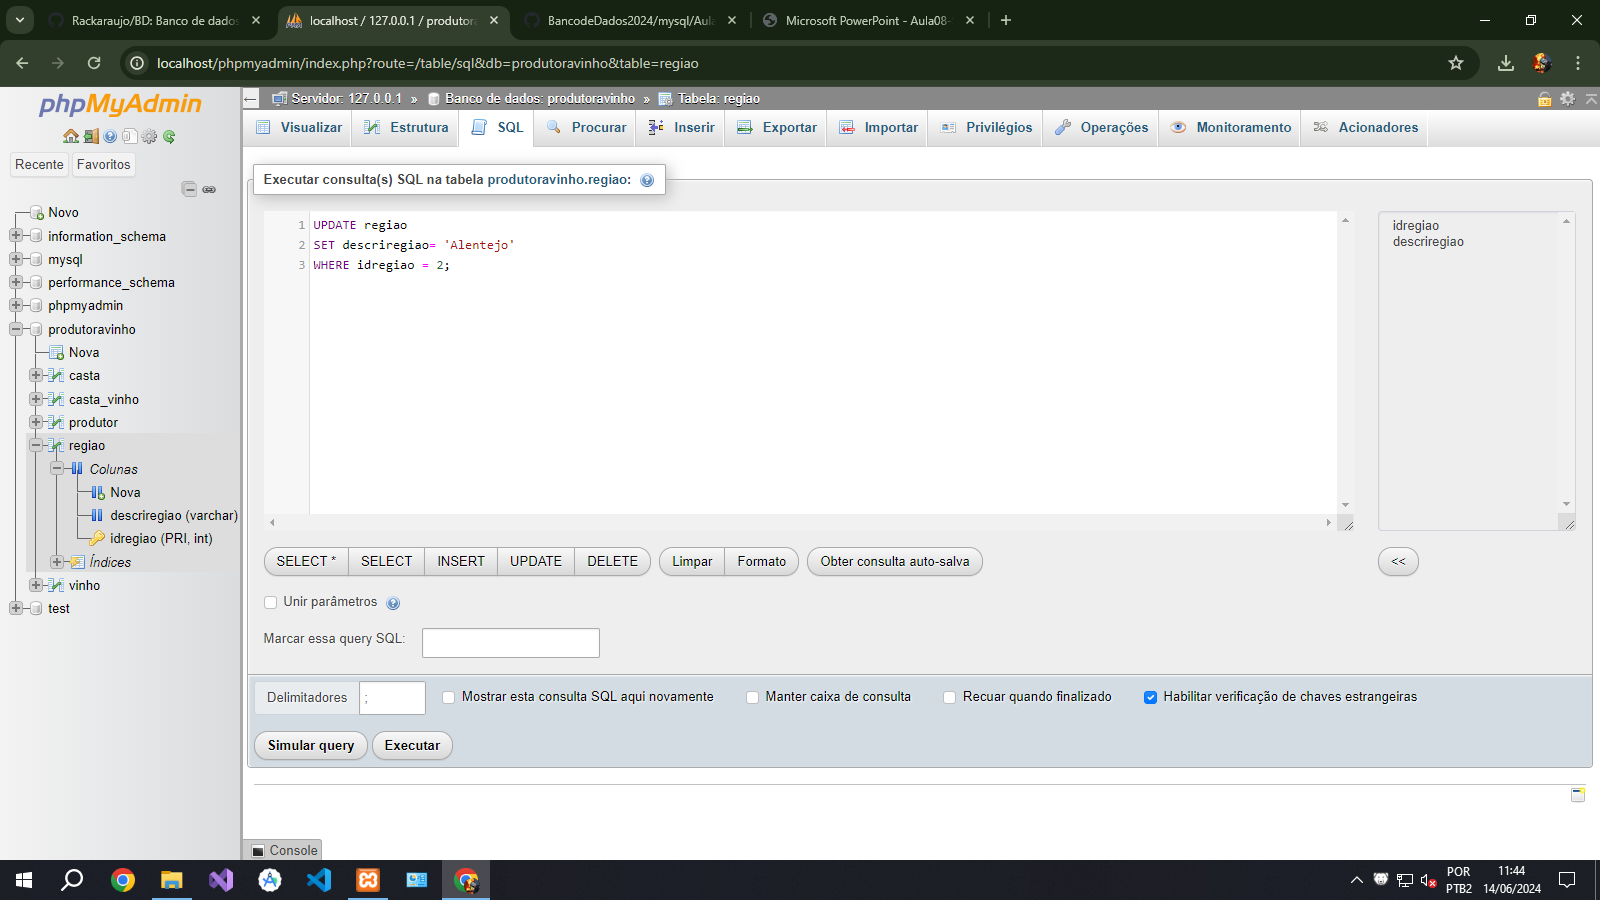 Rackaraujo/BD: Banco de dados
localhost / 127.0.0.1 / produtora
BancodeDados2024/mysql/Aula
Microsoft PowerPoint - Aula08-
localhost/phpmyadmin/index.php?route=/table/sql&db=produtoravinho&table=regiao
phpMyAdmin
Recente
Favoritos
Novo
information_schema
mysql
performance_schema
phpmyadmin
produtoravinho
Nova
casta
casta_vinho
produtor
regiao
Colunas
Nova
descriregiao (varchar)
idregiao (PRI, int)
Índices
vinho
test
Servidor: 127.0.0.1 » Banco de dados: produtoravinho » Tabela: regiao
Visualizar
Estrutura
SQL
Procurar
Inserir
Exportar
Importar
Privilégios
Operações
Monitoramento
Acionadores
Executar consulta(s) SQL na tabela produtoravinho.regiao:
1 UPDATE regiao
2 SET descriregiao= 'Alentejo'
3 WHERE idregiao = 2;
idregiao
descriregiao
SELECT *
SELECT
INSERT
UPDATE
DELETE
Limpar
Formato
Obter consulta auto-salva
<<
Unir parâmetros
Marcar essa query SQL:
Delimitadores
;
Mostrar esta consulta SQL aqui novamente
Manter caixa de consulta
Recuar quando finalizado
Habilitar verificação de chaves estrangeiras
Simular query
Executar
Console
POR
PTB2
11:44
14/06/2024